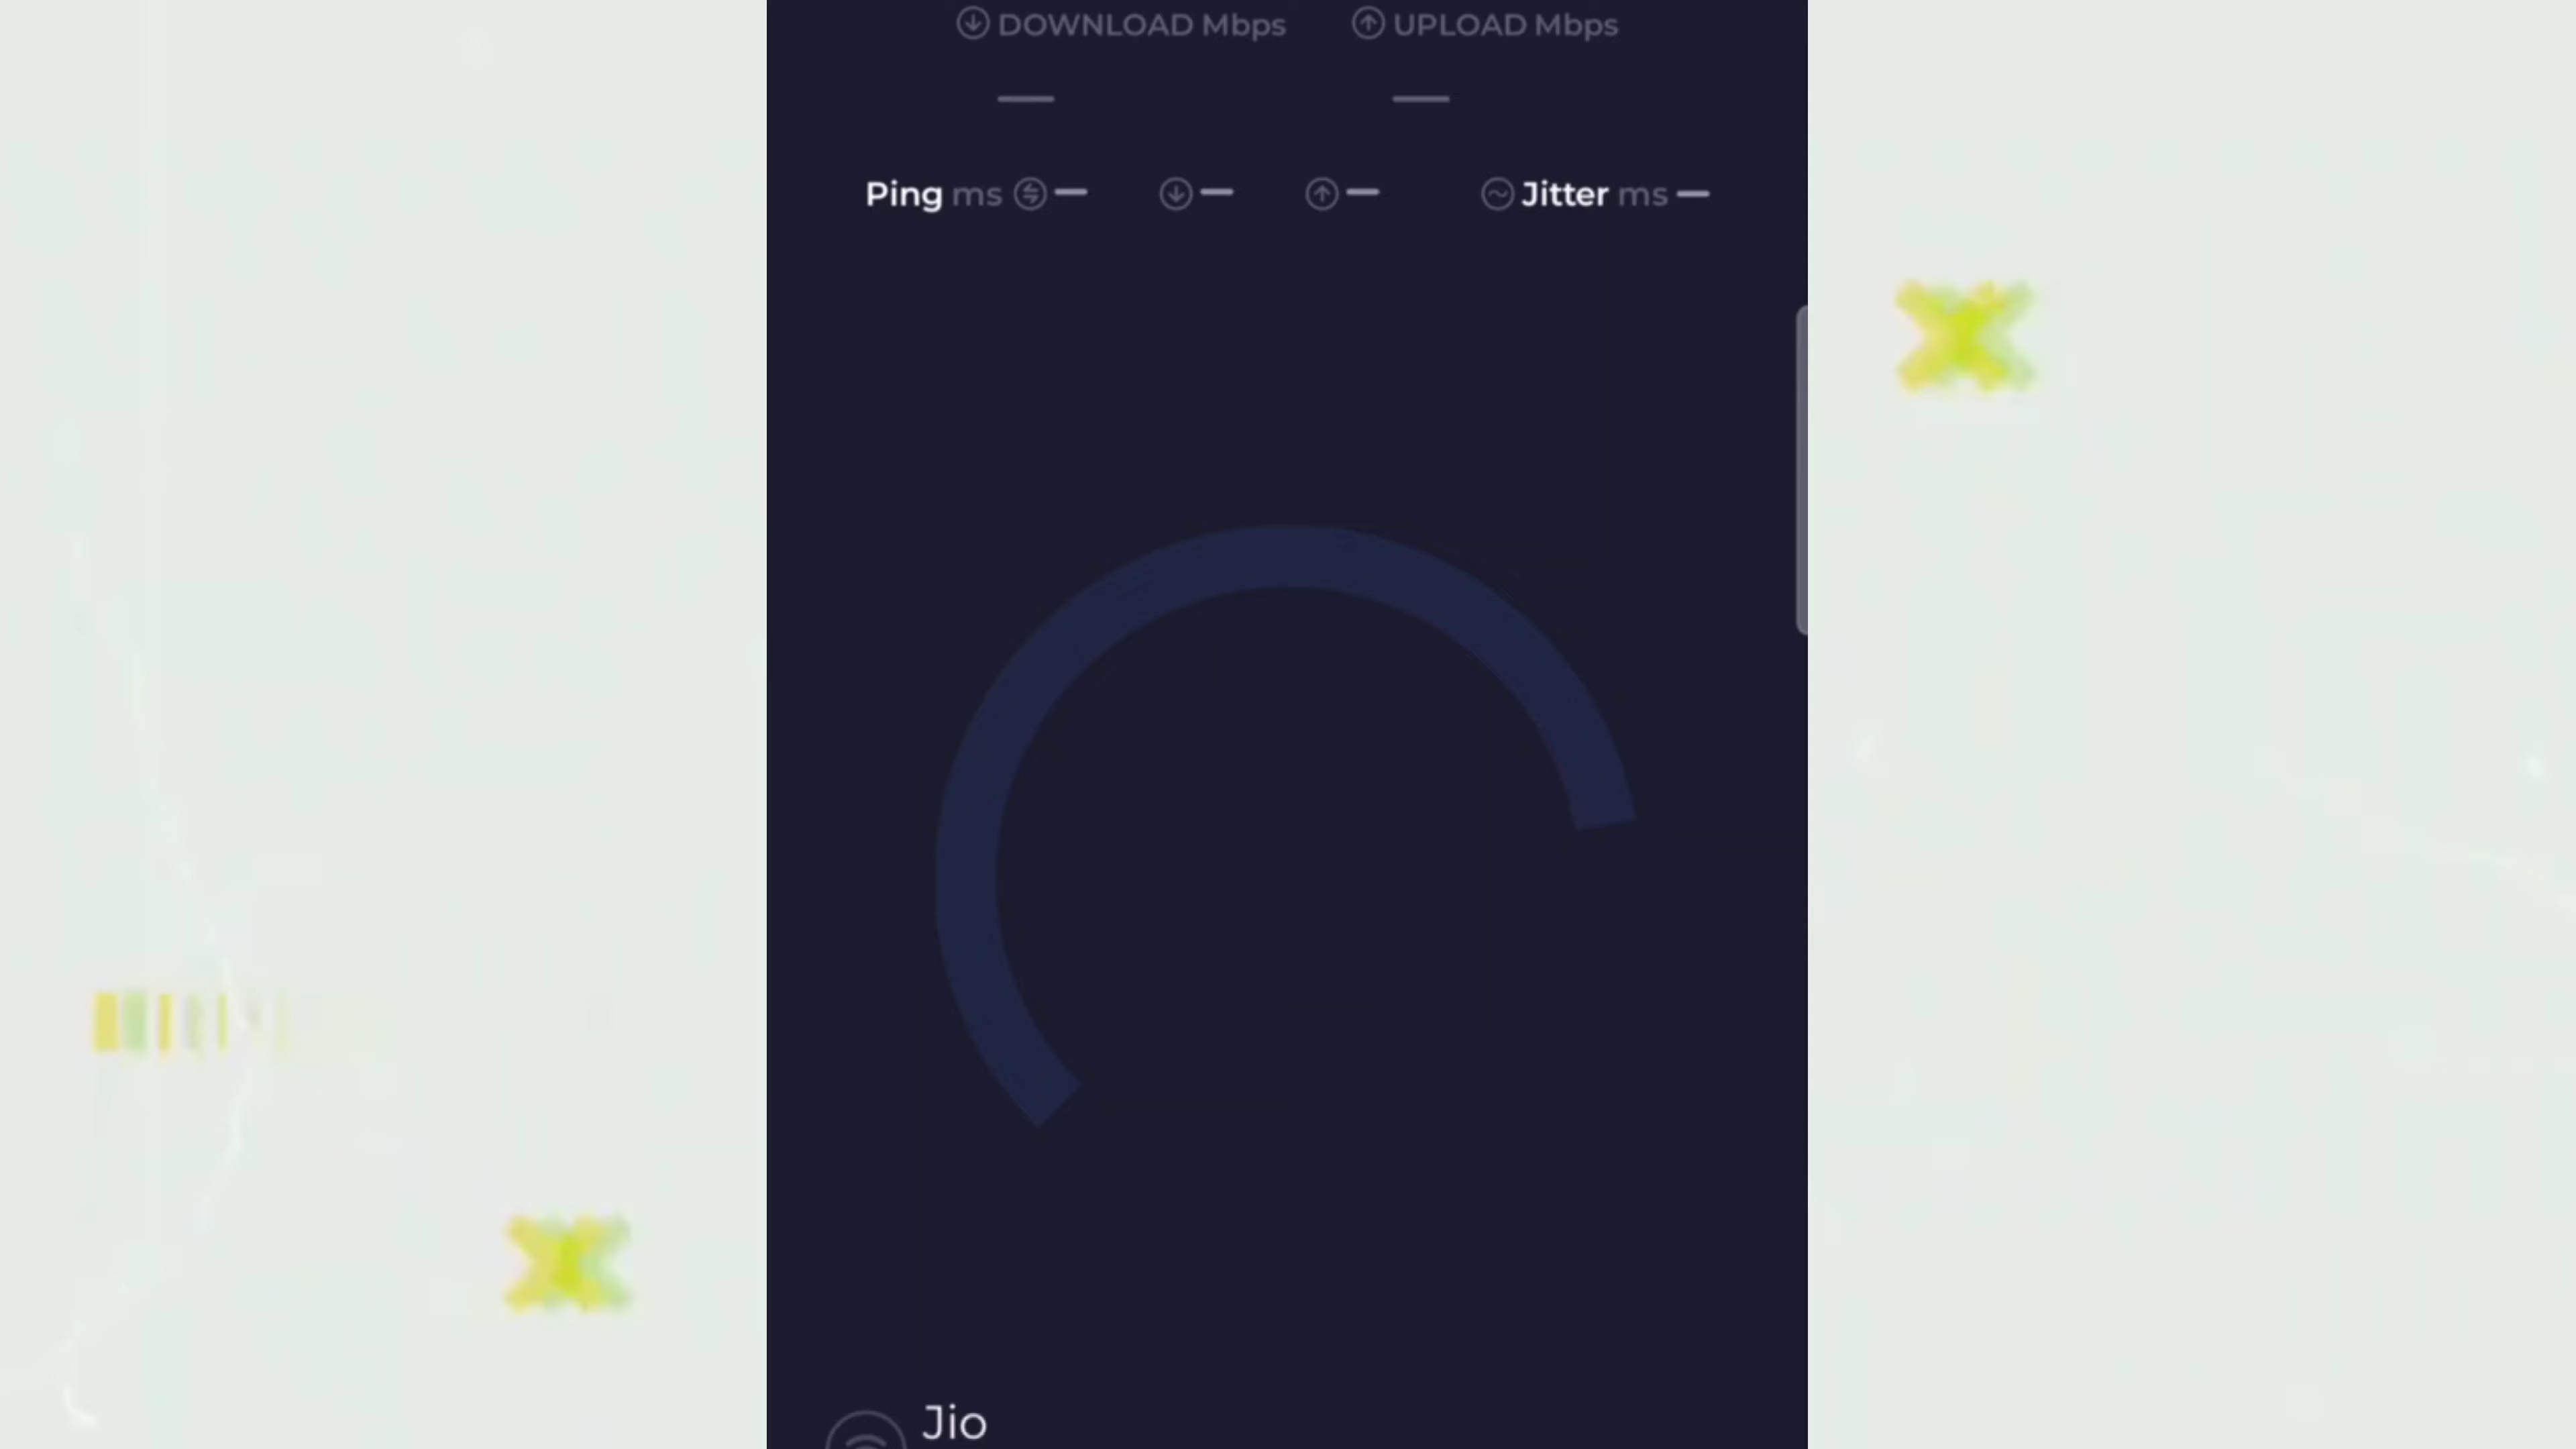 DOWNLOAD Mbps
UPLOAD Mbps
— —
Ping ms — — — Jitter ms —
Jio